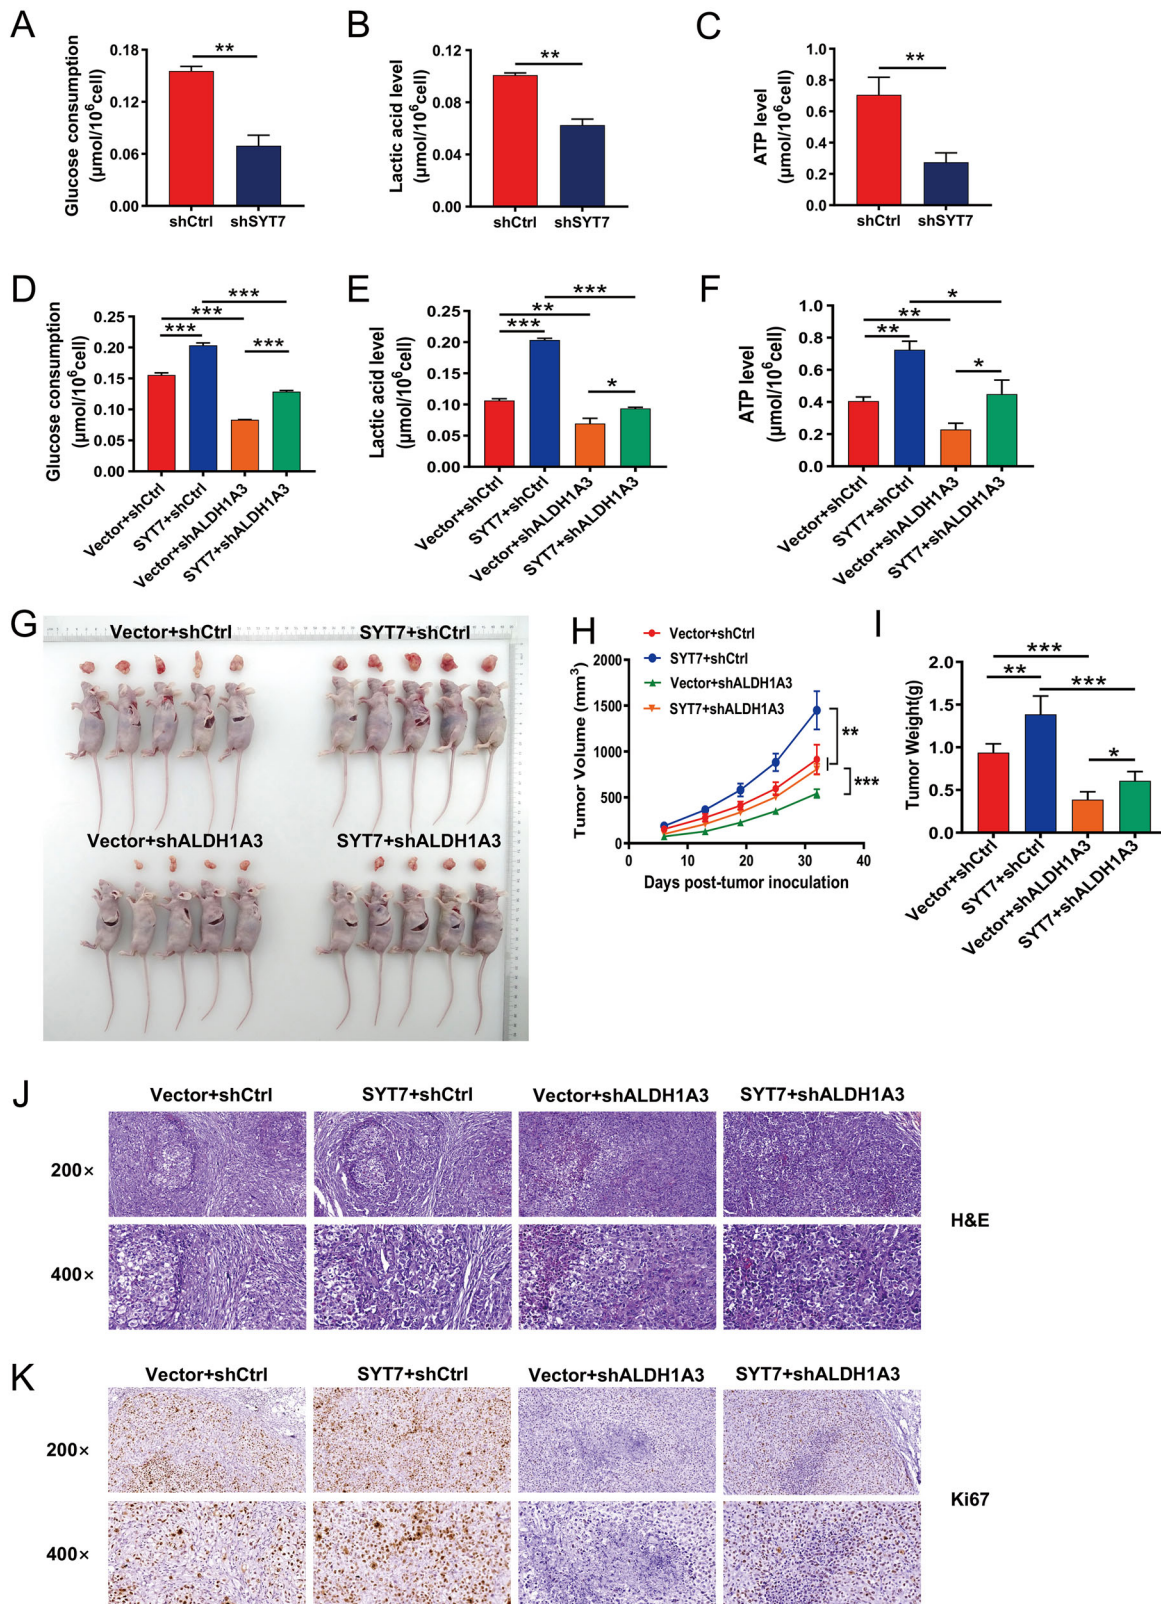 A
Glucose consumption
(μmol/10⁶cell)
0.18
0.12
0.06
0.00
**
shCtrl
shSYT7
B
Lactic acid level
(μmol/10⁶cell)
0.12
0.08
0.04
0.00
**
shCtrl
shSYT7
C
ATP level
(μmol/10⁶cell)
1.0
0.8
0.6
0.4
0.2
0.0
**
shCtrl
shSYT7
D
Glucose consumption
(μmol/10⁶cell)
0.25
0.20
0.15
0.10
0.05
0.00
***
***
***
***
Vector+shCtrl
SYT7+shCtrl
Vector+shALDH1A3
SYT7+shALDH1A3
E
Lactic acid level
(μmol/10⁶cell)
0.25
0.20
0.15
0.10
0.05
0.00
***
**
***
*
Vector+shCtrl
SYT7+shCtrl
Vector+shALDH1A3
SYT7+shALDH1A3
F
ATP level
(μmol/10⁶cell)
1.0
0.8
0.6
0.4
0.2
0.0
*
**
**
*
Vector+shCtrl
SYT7+shCtrl
Vector+shALDH1A3
SYT7+shALDH1A3
G
Vector+shCtrl
SYT7+shCtrl
Vector+shALDH1A3
SYT7+shALDH1A3
H
Vector+shCtrl
SYT7+shCtrl
Vector+shALDH1A3
SYT7+shALDH1A3
Tumor Volume (mm³)
2000
1500
1000
500
0
**
***
0
10
20
30
40
Days post-tumor inoculation
I
Tumor Weight(g)
2.0
1.5
1.0
0.5
0.0
***
**
***
*
Vector+shCtrl
SYT7+shCtrl
Vector+shALDH1A3
SYT7+shALDH1A3
J
Vector+shCtrl
SYT7+shCtrl
Vector+shALDH1A3
SYT7+shALDH1A3
200×
400×
H&E
K
Vector+shCtrl
SYT7+shCtrl
Vector+shALDH1A3
SYT7+shALDH1A3
200×
400×
Ki67